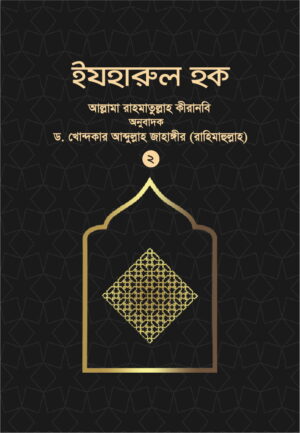 ইযহারুল হক
আল্লামা রাহমাতুল্লাহ কীরানবি
অনুবাদক
ড. খোন্দকার আব্দুল্লাহ জাহাঙ্গীর (রাহিমাহুল্লাহ)
২